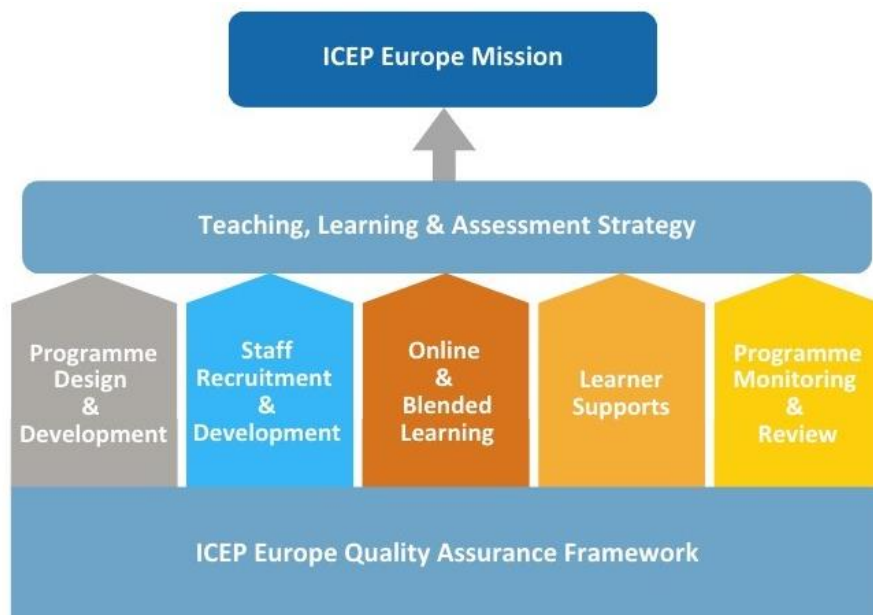 ICEP Europe Mission
Teaching, Learning & Assessment Strategy
Programme
Design
&
Development
Staff
Recruitment
&
Development
Online
&
Blended
Learning
Learner
Supports
Programme
Monitoring
&
Review
ICEP Europe Quality Assurance Framework